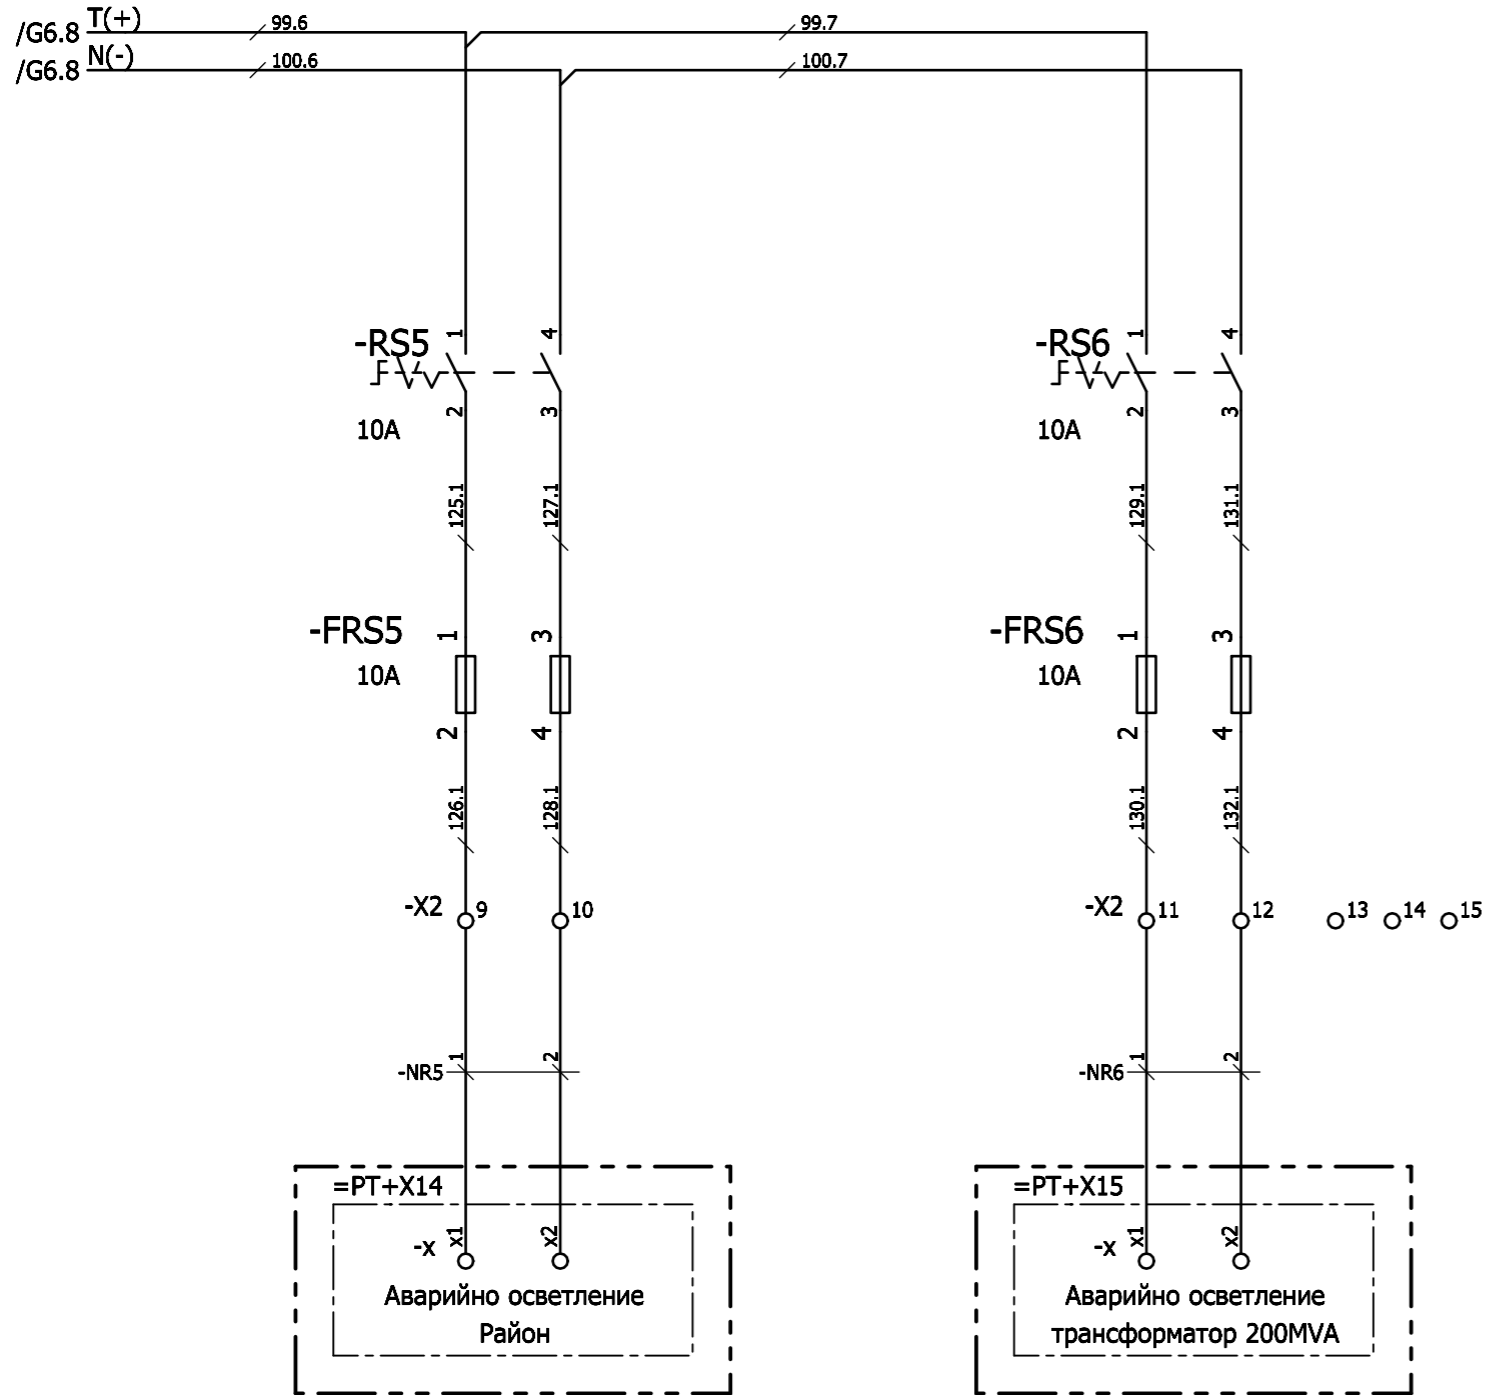 T(+)
/G6.8
99.6
99.7
N(-)
/G6.8
100.6
100.7
-RS5
1
4
10A
2
3
-RS6
1
4
10A
2
3
125.1
127.1
129.1
131.1
-FRS5
1
3
10A
2
4
-FRS6
1
3
10A
2
4
126.1
128.1
130.1
132.1
-X2
9
10
-X2
11
12
13
14
15
-NR5
1
2
-NR6
1
2
=PT+X14
-x
x1
x2
Аварийно осветление
Район
=PT+X15
-x
x1
x2
Аварийно осветление
трансформатор 200MVA